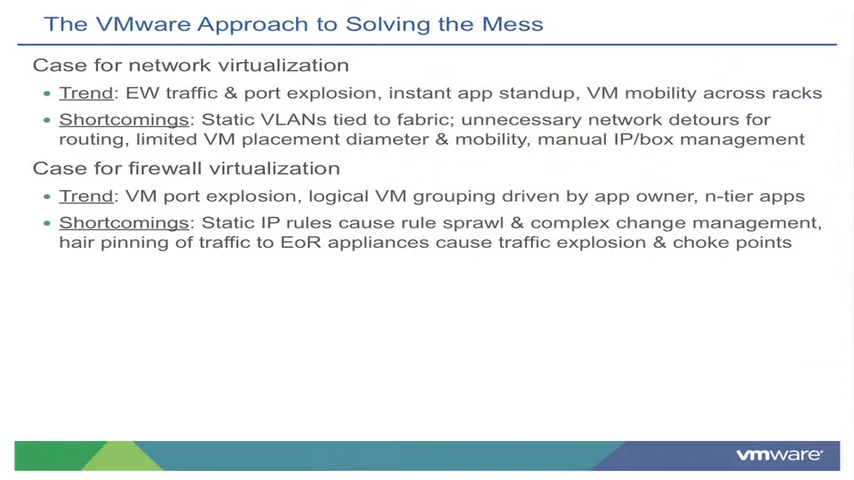 The VMware Approach to Solving the Mess
Case for network virtualization
• Trend: EW traffic & port explosion, instant app standup, VM mobility across racks
• Shortcomings: Static VLANs tied to fabric; unnecessary network detours for
routing, limited VM placement diameter & mobility, manual IP/box management
Case for firewall virtualization
• Trend: VM port explosion, logical VM grouping driven by app owner, n-tier apps
• Shortcomings: Static IP rules cause rule sprawl & complex change management,
hair pinning of traffic to EoR appliances cause traffic explosion & choke points
vmware®